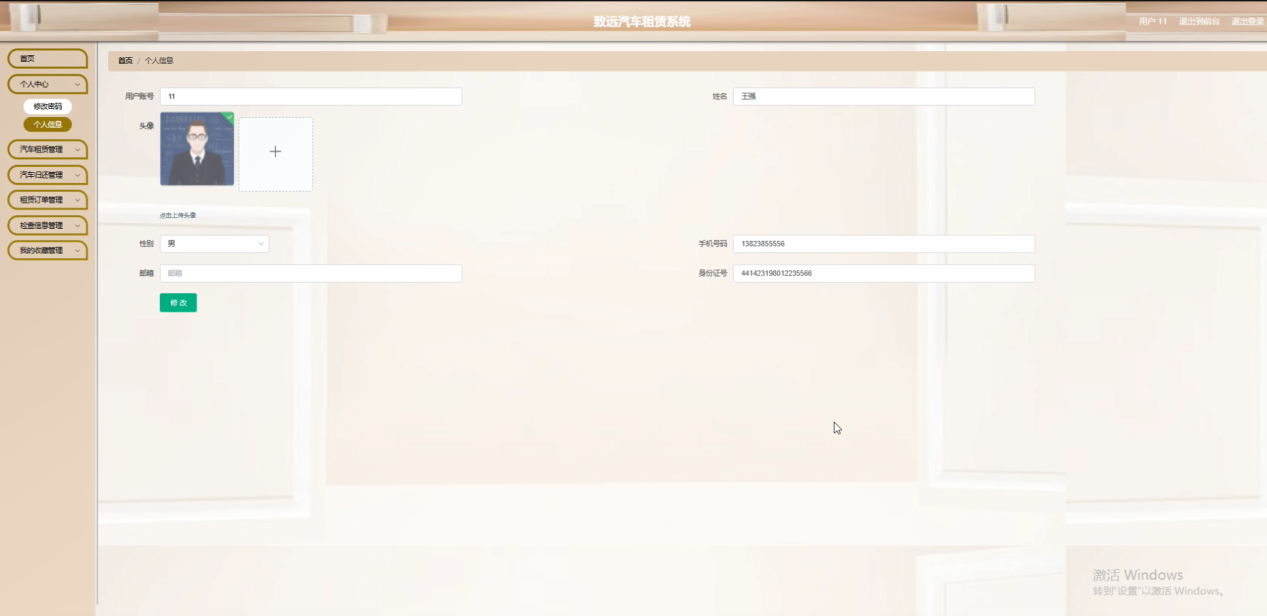 致远汽车租赁系统
用户 11 退出到前台 退出登录
首页
个人中心
修改密码
个人信息
汽车租赁管理
汽车归还管理
租赁订单管理
检查信息管理
我的收藏管理
首页 / 个人信息
用户账号 11 姓名 王强
头像
点击上传头像
性别 男 手机号码 13823855556
邮箱 邮箱 身份证号 441423198012235566
修改
激活 Windows
转到"设置"以激活 Windows。